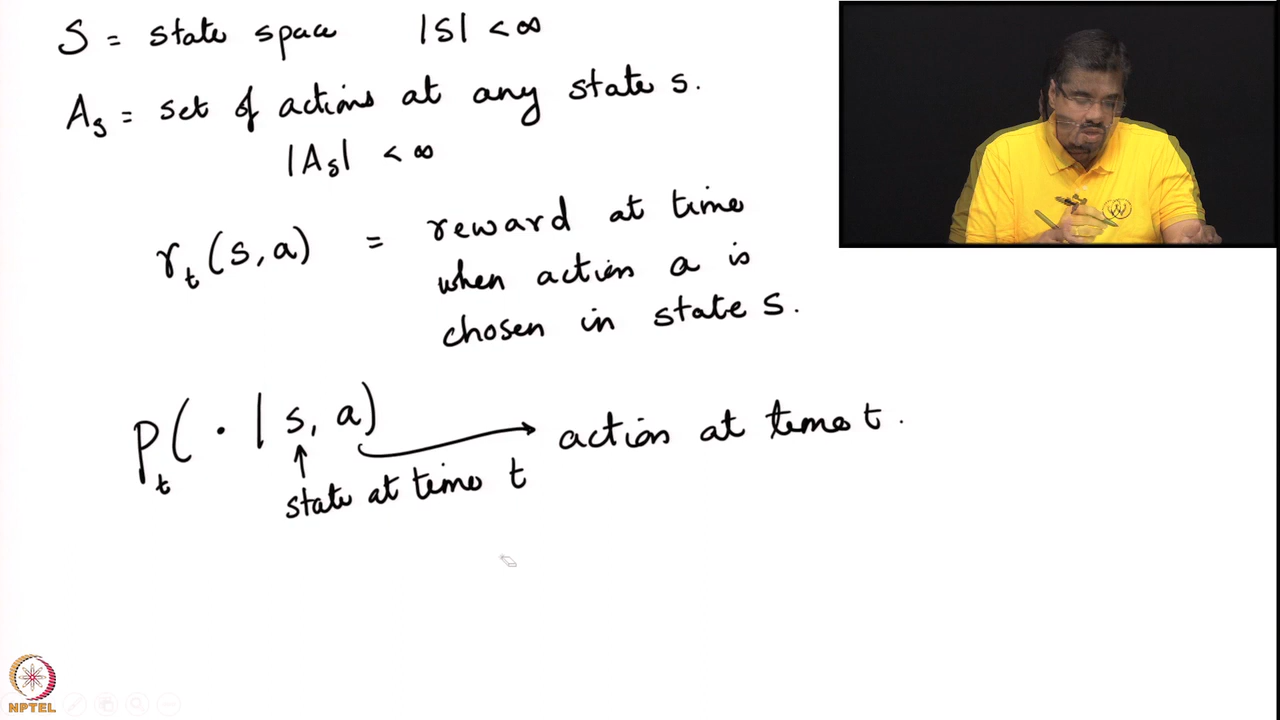 S = state space |S| < ∞
A_s = set of actions at any state s.
|A_s| < ∞
r_t(s, a) = reward at time
when action a is
chosen in state s.
p_t( · | s, a) → action at time t.
↑
state at time t
NPTEL